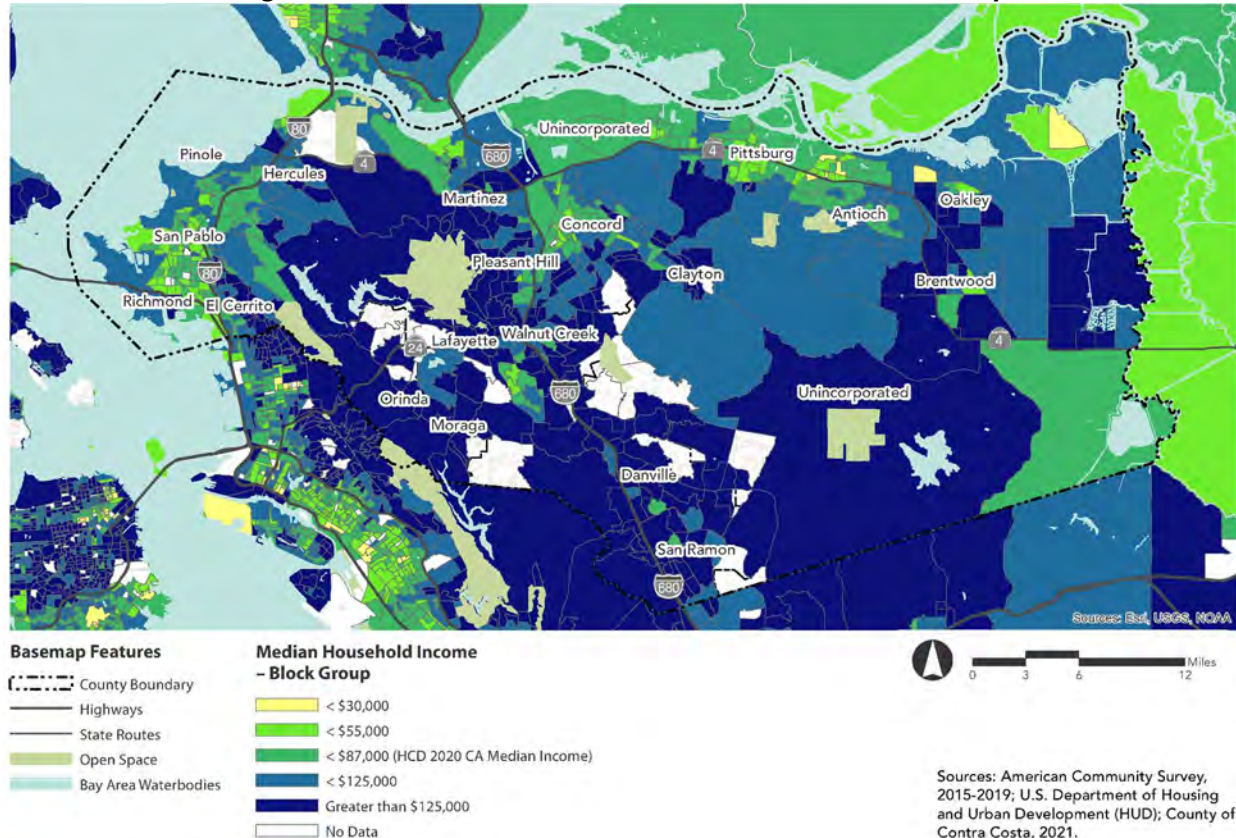 Unincorporated
80
Pinole
680
4
Pittsburg
Hercules
4
Martinez
Oakley
Concord
Antioch
San Pablo
Pleasant Hill
Clayton
80
Brentwood
Richmond
El Cerrito
Walnut Creek
Lafayette
24
4
Orinda
680
Unincorporated
Moraga
Danville
San Ramon
680
Sources: Esri, USGS, NOAA
Basemap Features
County Boundary
Highways
State Routes
Open Space
Bay Area Waterbodies
Median Household Income
– Block Group
< $30,000
< $55,000
< $87,000 (HCD 2020 CA Median Income)
< $125,000
Greater than $125,000
No Data
Miles
0 3 6 12
Sources: American Community Survey,
2015-2019; U.S. Department of Housing
and Urban Development (HUD); County of
Contra Costa, 2021.